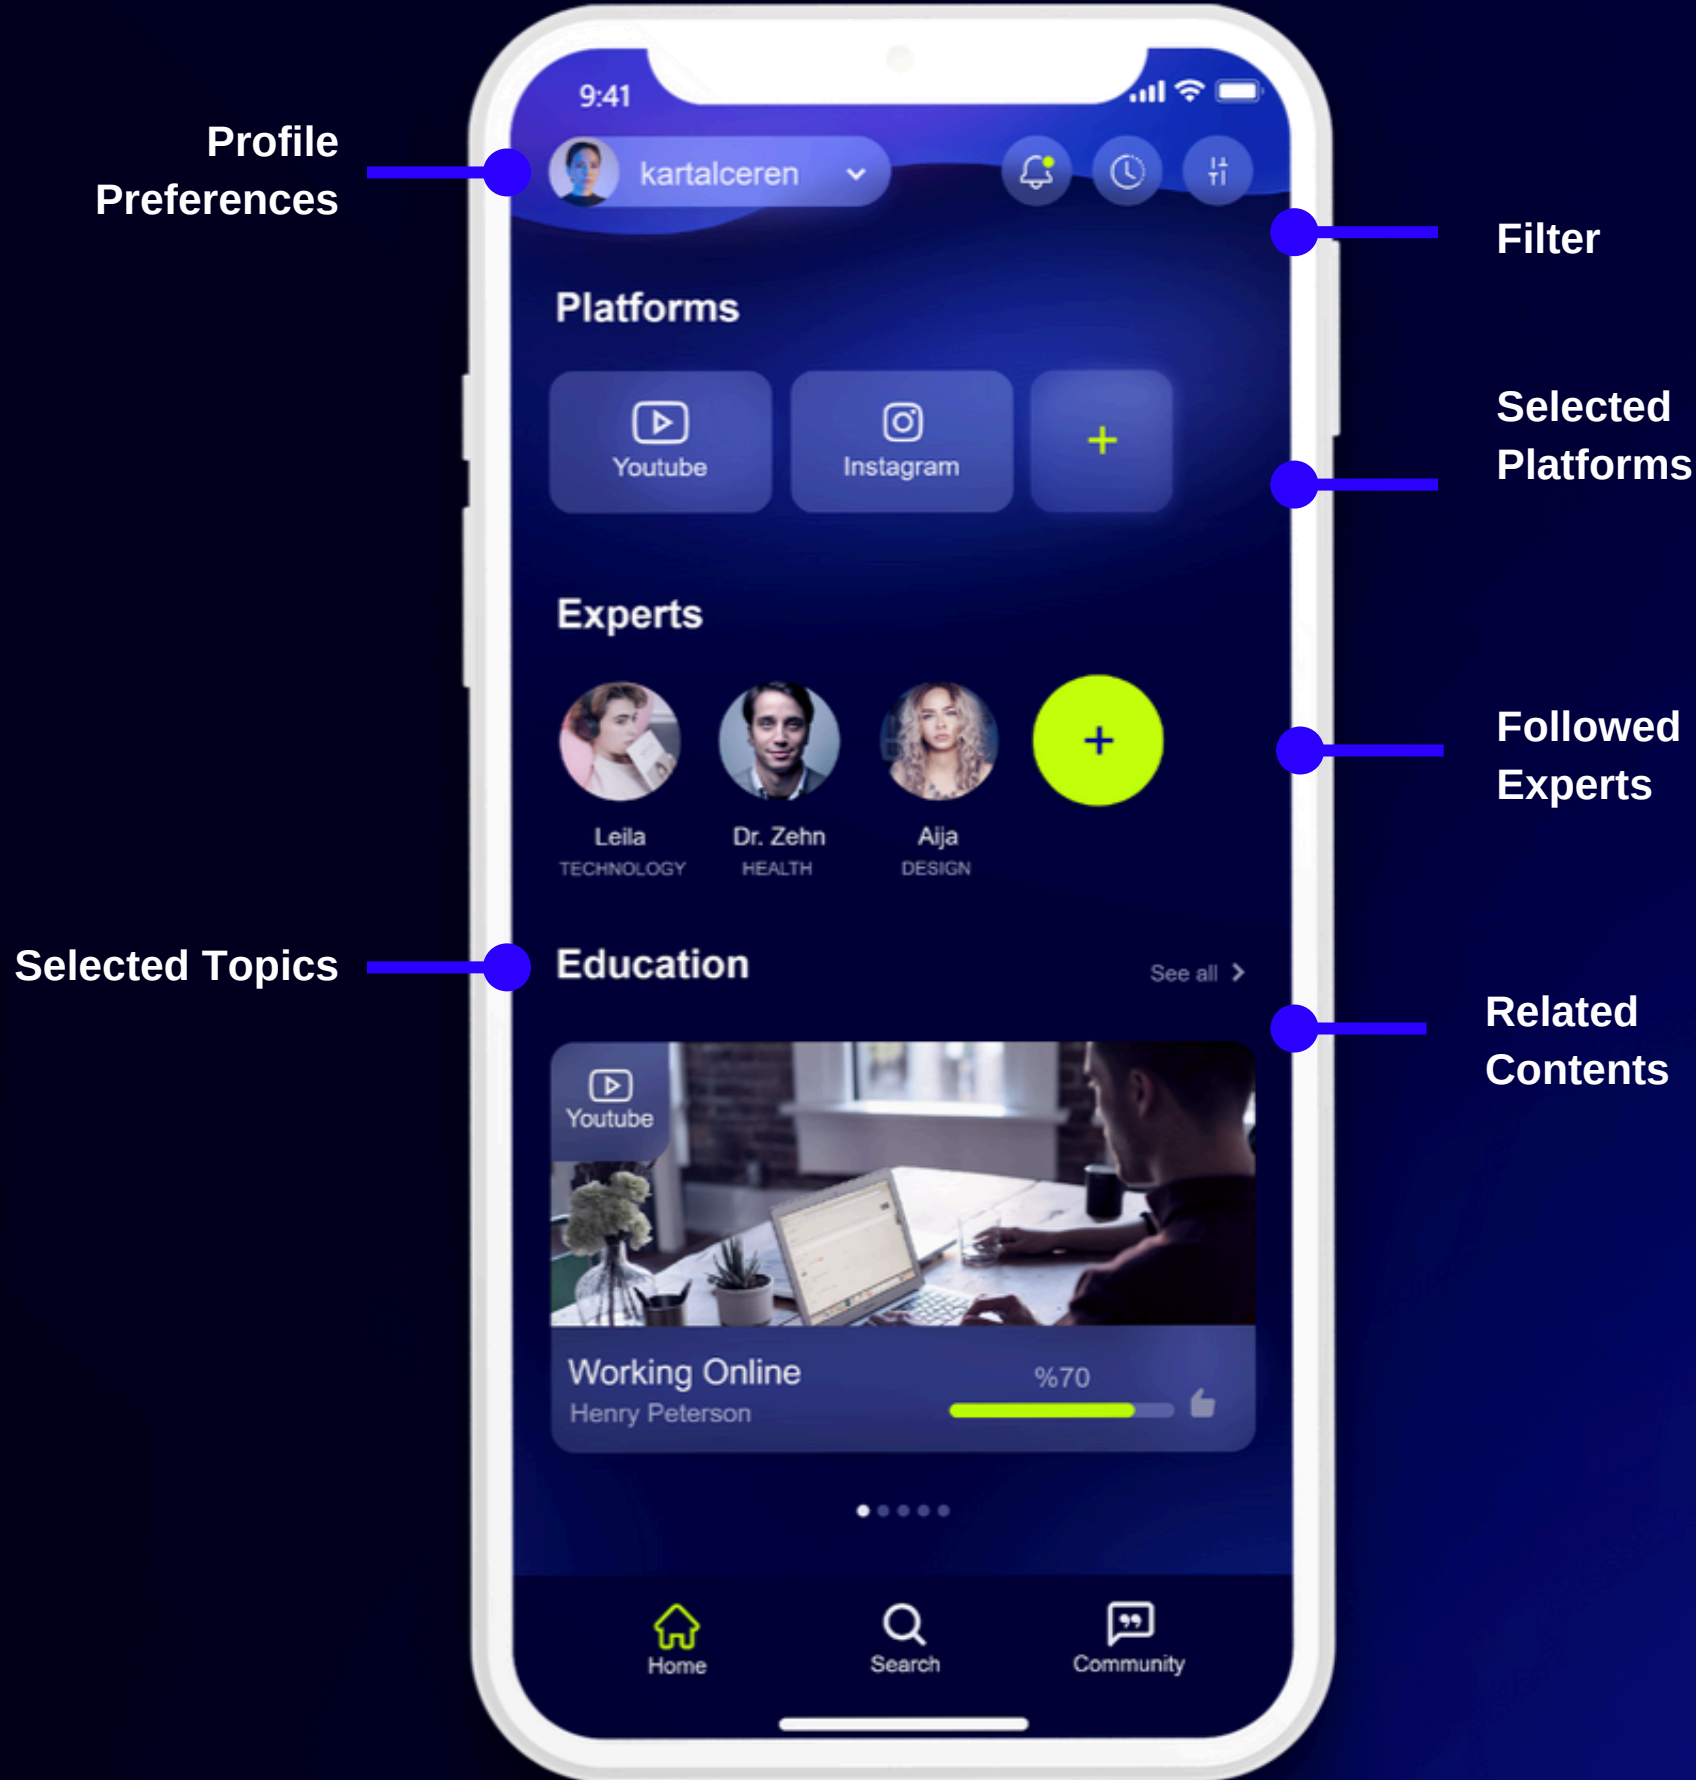 9:41
Profile
Preferences
kartalceren
Filter
Platforms
Selected
Platforms
Youtube
Instagram
+
Experts
Followed
Experts
+
Leila
Dr. Zehn
Aija
TECHNOLOGY
HEALTH
DESIGN
Selected Topics
Education
See all >
Related
Contents
Youtube
Working Online
%70
Henry Peterson
Home
Search
Community